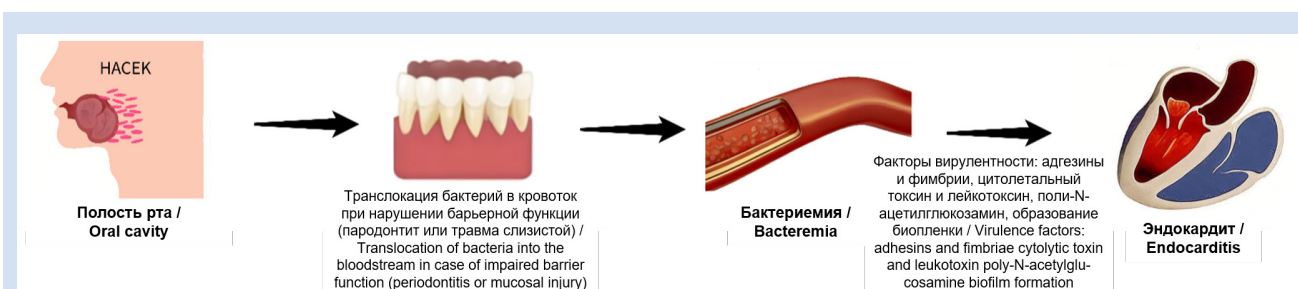 HACEK
Полость рта /
Oral cavity
Транслокация бактерий в кровоток
при нарушении барьерной функции
(пародонтит или травма слизистой) /
Translocation of bacteria into the
bloodstream in case of impaired barrier
function (periodontitis or mucosal injury)
Бактериемия /
Bacteremia
Факторы вирулентности: адгезины
и фимбрии, цитолетальный
токсин и лейкотоксин, поли-N-
ацетилглюкозамин, образование
биопленки / Virulence factors:
adhesins and fimbriae cytolytic toxin
and leukotoxin poly-N-acetylglu-
cosamine biofilm formation
Эндокардит /
Endocarditis